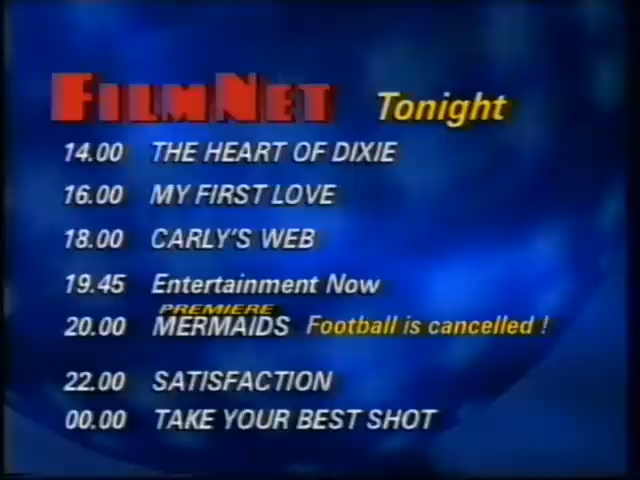 FILMNET Tonight
14.00 THE HEART OF DIXIE
16.00 MY FIRST LOVE
18.00 CARLY'S WEB
19.45 Entertainment Now
PREMIERE
20.00 MERMAIDS Football is cancelled !
22.00 SATISFACTION
00.00 TAKE YOUR BEST SHOT